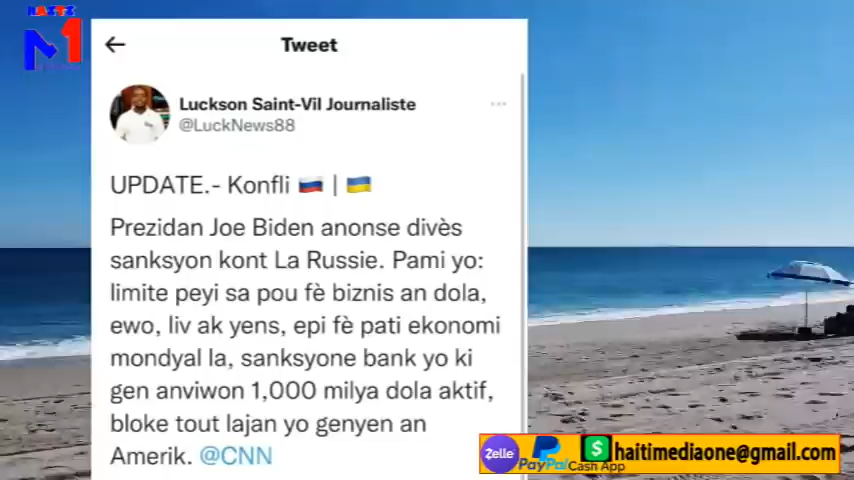 HAITI
M1
Tweet
Luckson Saint-Vil Journaliste
@LuckNews88
UPDATE.- Konfli 🇷🇺 | 🇺🇦
Prezidan Joe Biden anonse divès
sanksyon kont La Russie. Pami yo:
limite peyi sa pou fè biznis an dola,
ewo, liv ak yens, epi fè pati ekonomi
mondyal la, sanksyone bank yo ki
gen anviwon 1,000 milya dola aktif,
bloke tout lajan yo genyen an
Amerik. @CNN
Zelle
PayPal
$
Cash App
haitimediaone@gmail.com